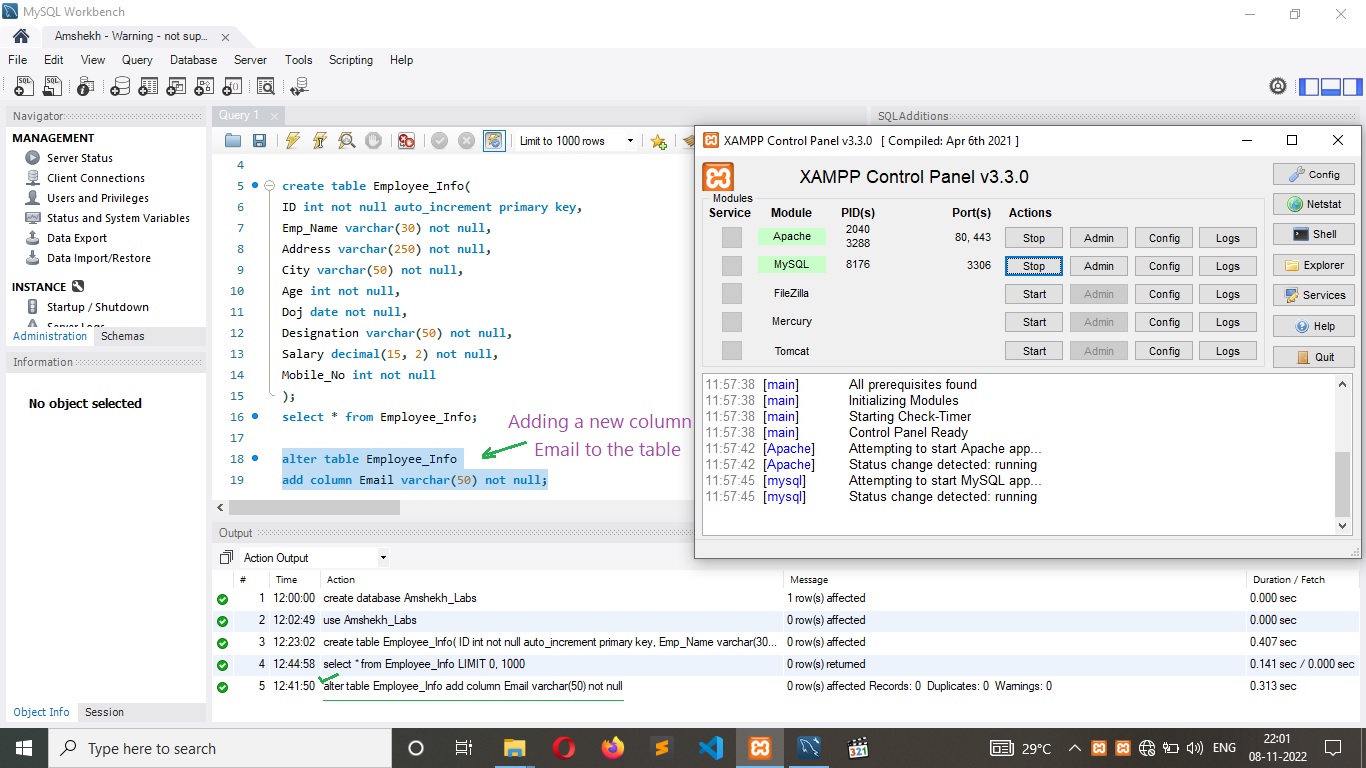 MySQL Workbench
Amshekh - Warning - not sup...
File Edit View Query Database Server Tools Scripting Help
Navigator
MANAGEMENT
Server Status
Client Connections
Users and Privileges
Status and System Variables
Data Export
Data Import/Restore
INSTANCE
Startup / Shutdown
Server Logs
Administration Schemas
Information
No object selected
Object Info Session
Query 1
SQLAdditions
Limit to 1000 rows
4
5 create table Employee_Info(
6 ID int not null auto_increment primary key,
7 Emp_Name varchar(30) not null,
8 Address varchar(250) not null,
9 City varchar(50) not null,
10 Age int not null,
11 Doj date not null,
12 Designation varchar(50) not null,
13 Salary decimal(15, 2) not null,
14 Mobile_No int not null
15 );
16 select * from Employee_Info;
17
18 alter table Employee_Info
19 add column Email varchar(50) not null;
Adding a new column
Email to the table
XAMPP Control Panel v3.3.0 [ Compiled: Apr 6th 2021 ]
XAMPP Control Panel v3.3.0
Modules
Service Module PID(s) Port(s) Actions
Apache 2040 3288 80, 443 Stop Admin Config Logs
MySQL 8176 3306 Stop Admin Config Logs
FileZilla Start Admin Config Logs
Mercury Start Admin Config Logs
Tomcat Start Admin Config Logs
Config
Netstat
Shell
Explorer
Services
Help
Quit
11:57:38 [main] All prerequisites found
11:57:38 [main] Initializing Modules
11:57:38 [main] Starting Check-Timer
11:57:38 [main] Control Panel Ready
11:57:42 [Apache] Attempting to start Apache app...
11:57:42 [Apache] Status change detected: running
11:57:45 [mysql] Attempting to start MySQL app...
11:57:45 [mysql] Status change detected: running
Output
Action Output
# Time Action Message Duration / Fetch
1 12:00:00 create database Amshekh_Labs 1 row(s) affected 0.000 sec
2 12:02:49 use Amshekh_Labs 0 row(s) affected 0.000 sec
3 12:23:02 create table Employee_Info( ID int not null auto_increment primary key, Emp_Name varchar(30... 0 row(s) affected 0.407 sec
4 12:44:58 select * from Employee_Info LIMIT 0, 1000 0 row(s) returned 0.141 sec / 0.000 sec
5 12:41:50 alter table Employee_Info add column Email varchar(50) not null 0 row(s) affected Records: 0 Duplicates: 0 Warnings: 0 0.313 sec
Type here to search
321
29°C
ENG
22:01
08-11-2022